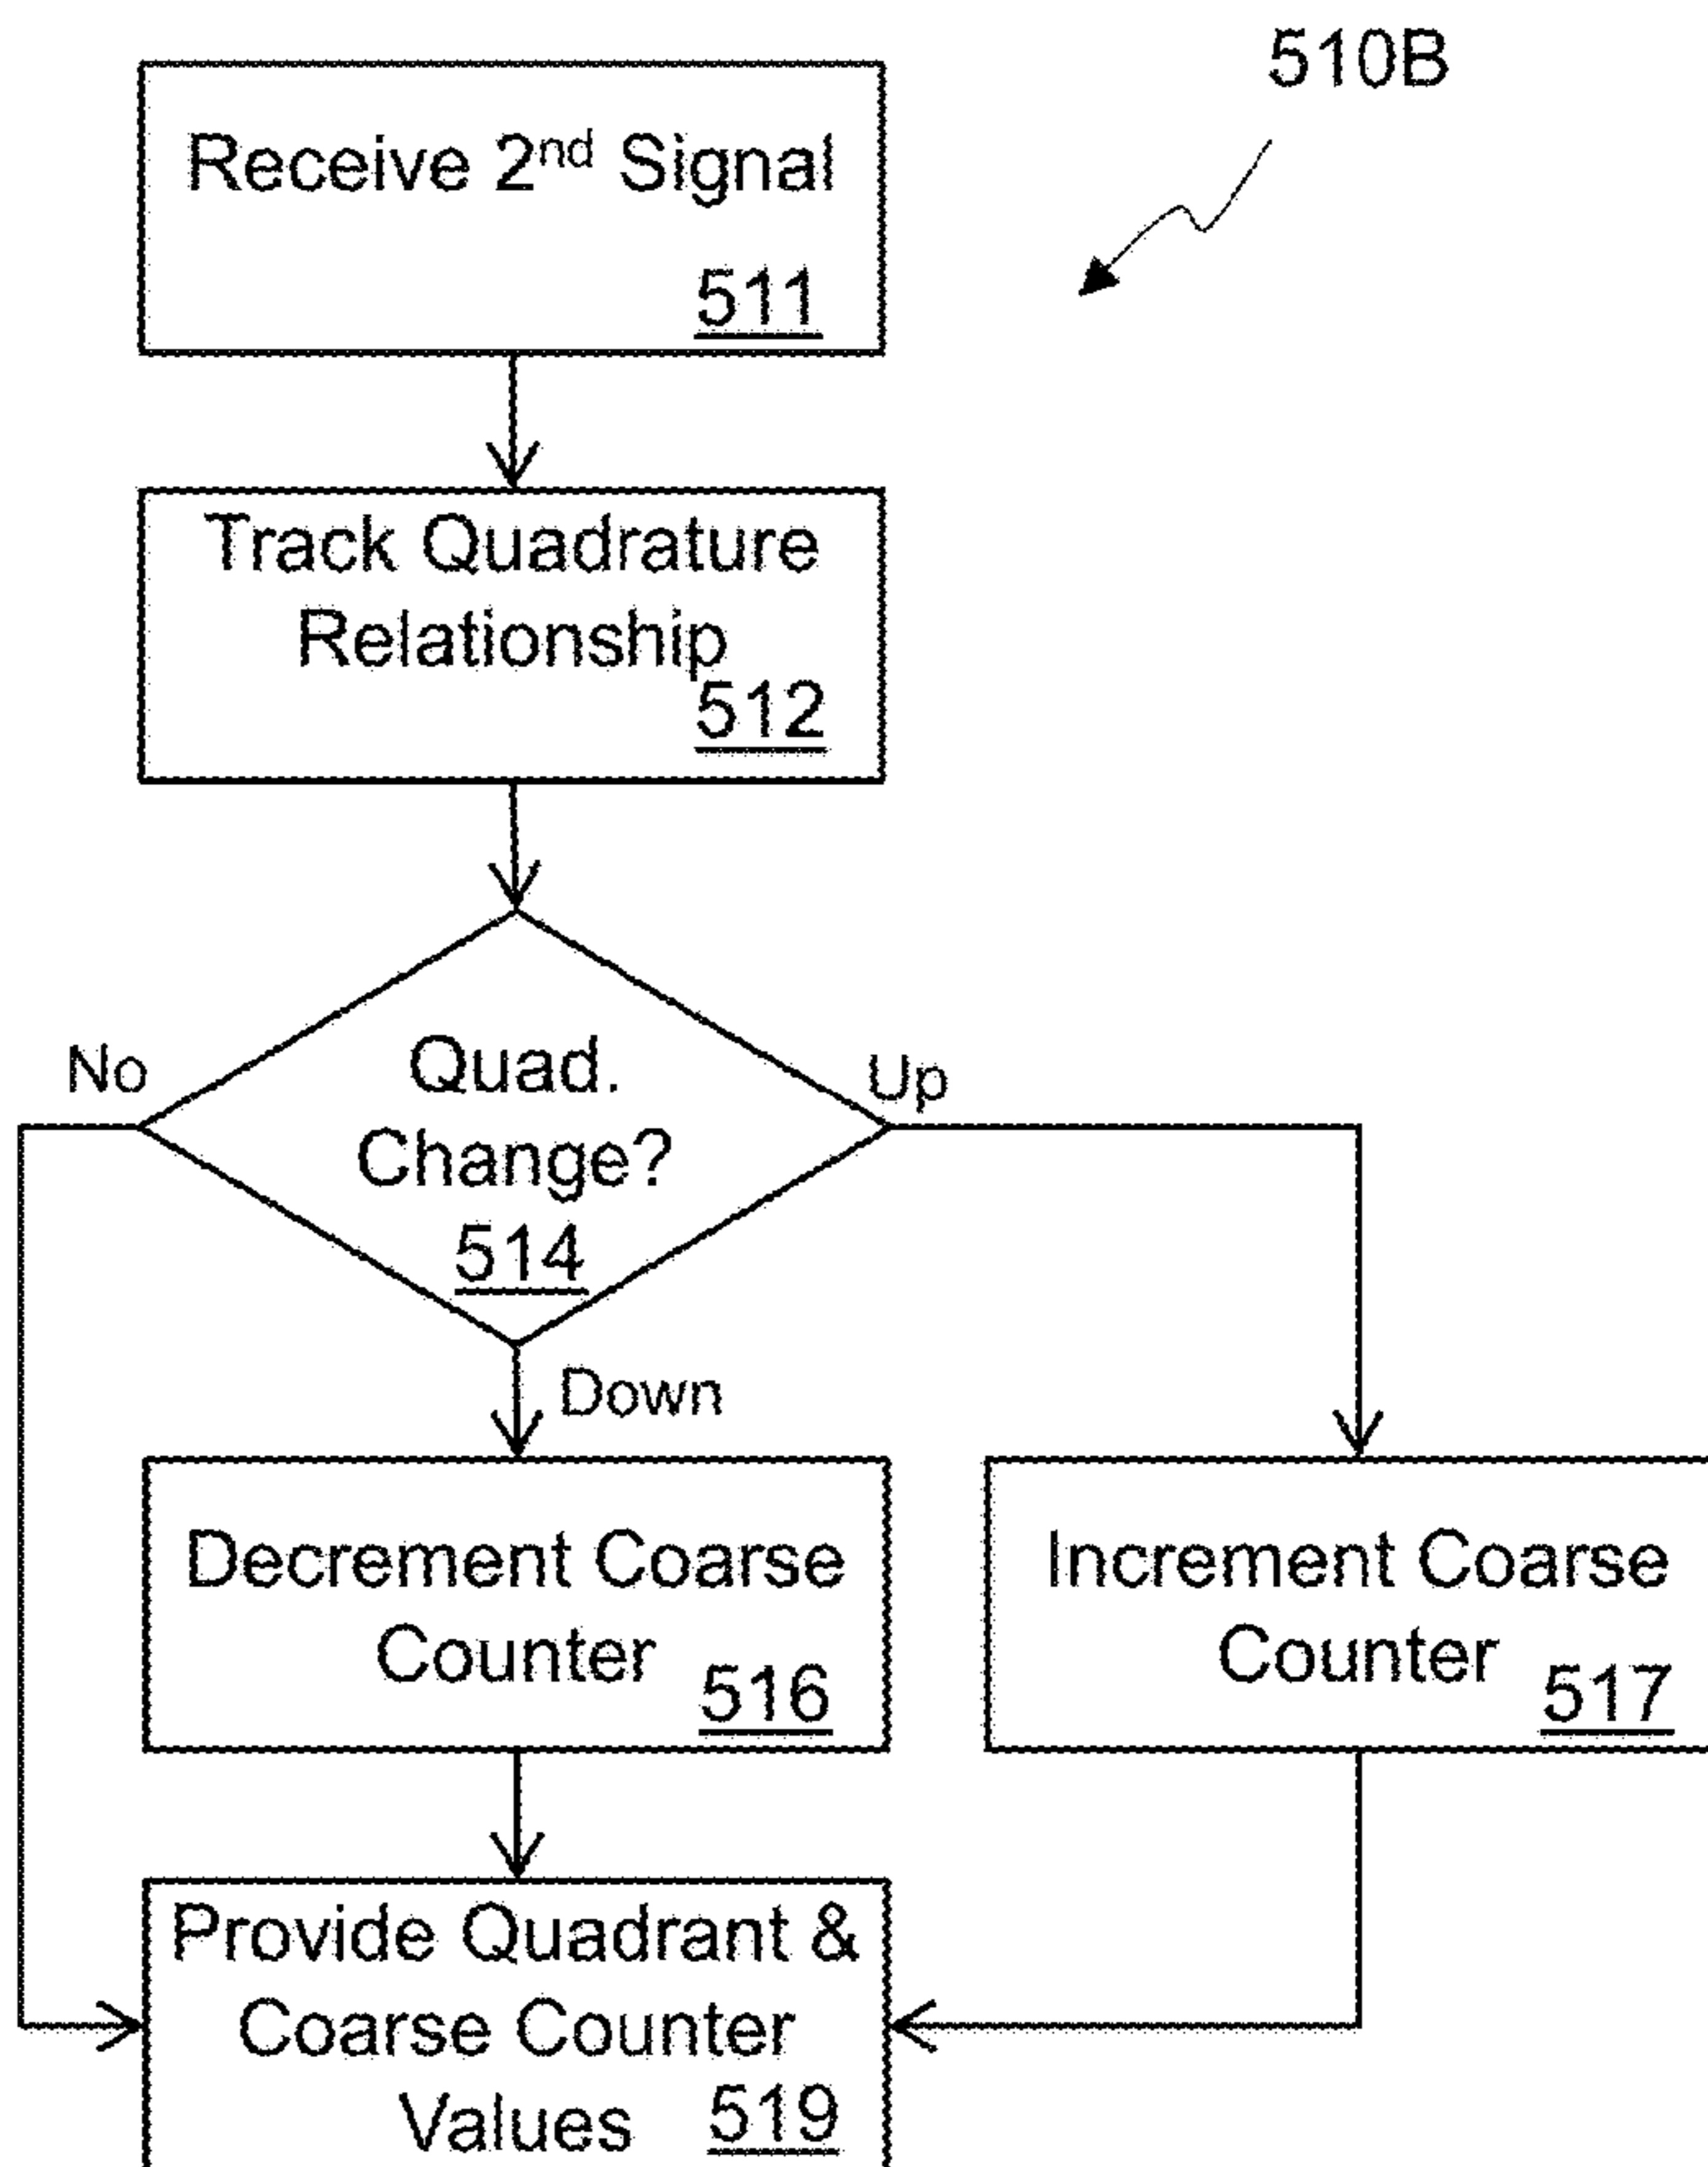 510B
Receive 2nd Signal
511
Track Quadrature
Relationship
512
No
Quad.
Change?
514
Up
Down
Decrement Coarse
Counter
516
Increment Coarse
Counter
517
Provide Quadrant &
Coarse Counter
Values 519